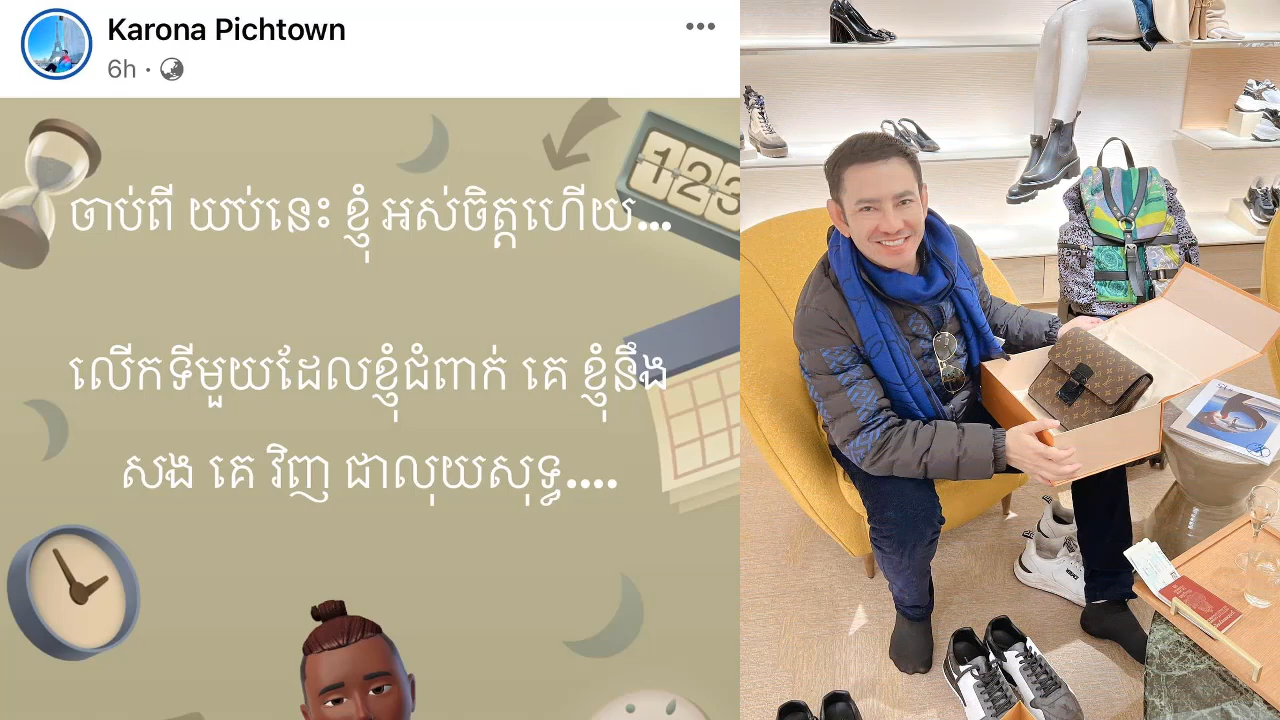 Karona Pichtown
6h
ចាប់ពី យប់នេះ ខ្ញុំ អស់ចិត្តហើយ...
លើកទីមួយដែលខ្ញុំជំពាក់ គេ ខ្ញុំនឹង
សង គេ វិញ ជាលុយសុទ្ធ....
123